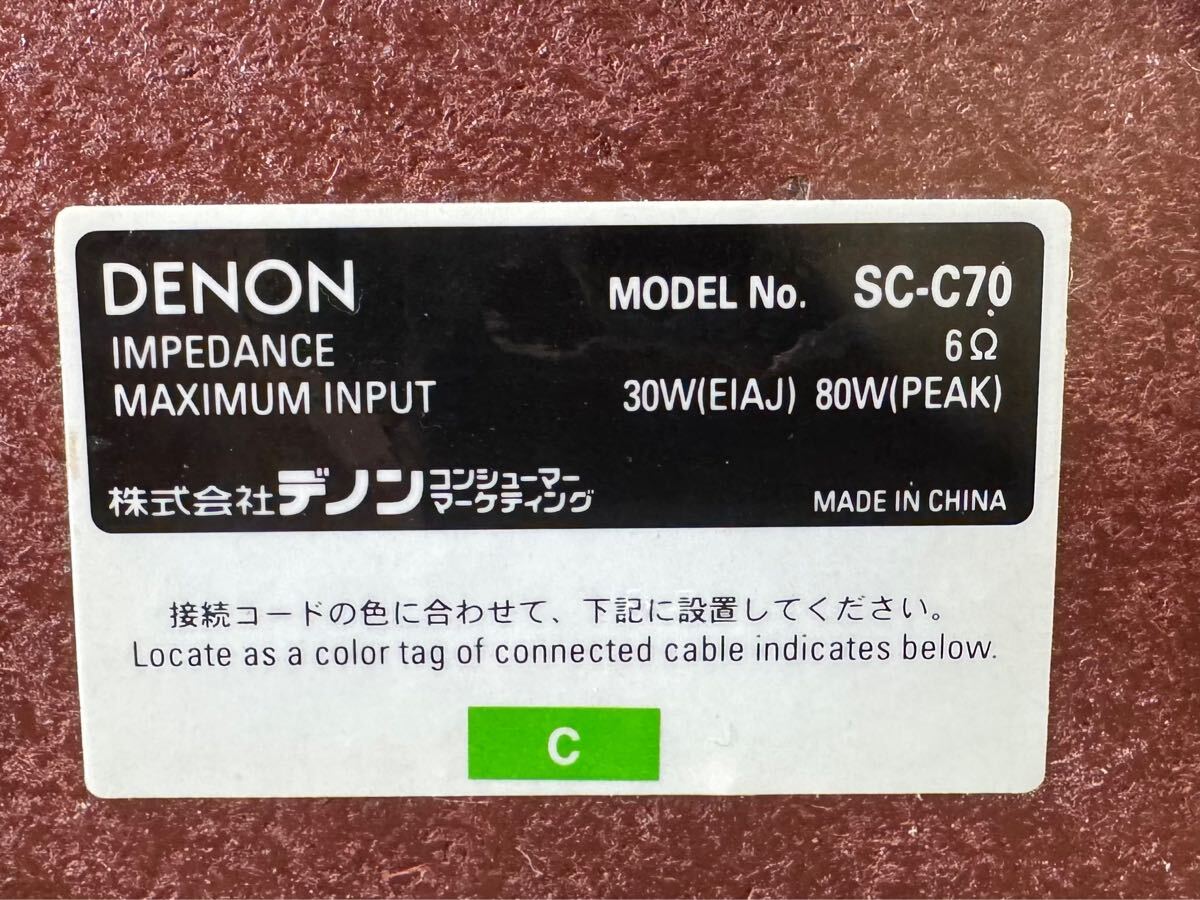 DENON MODEL No. SC-C70
IMPEDANCE 6Ω
MAXIMUM INPUT 30W(EIAJ) 80W(PEAK)
株式会社デノンコンシューマーマーケティング MADE IN CHINA
接続コードの色に合わせて、下記に設置してください。
Locate as a color tag of connected cable indicates below.
C